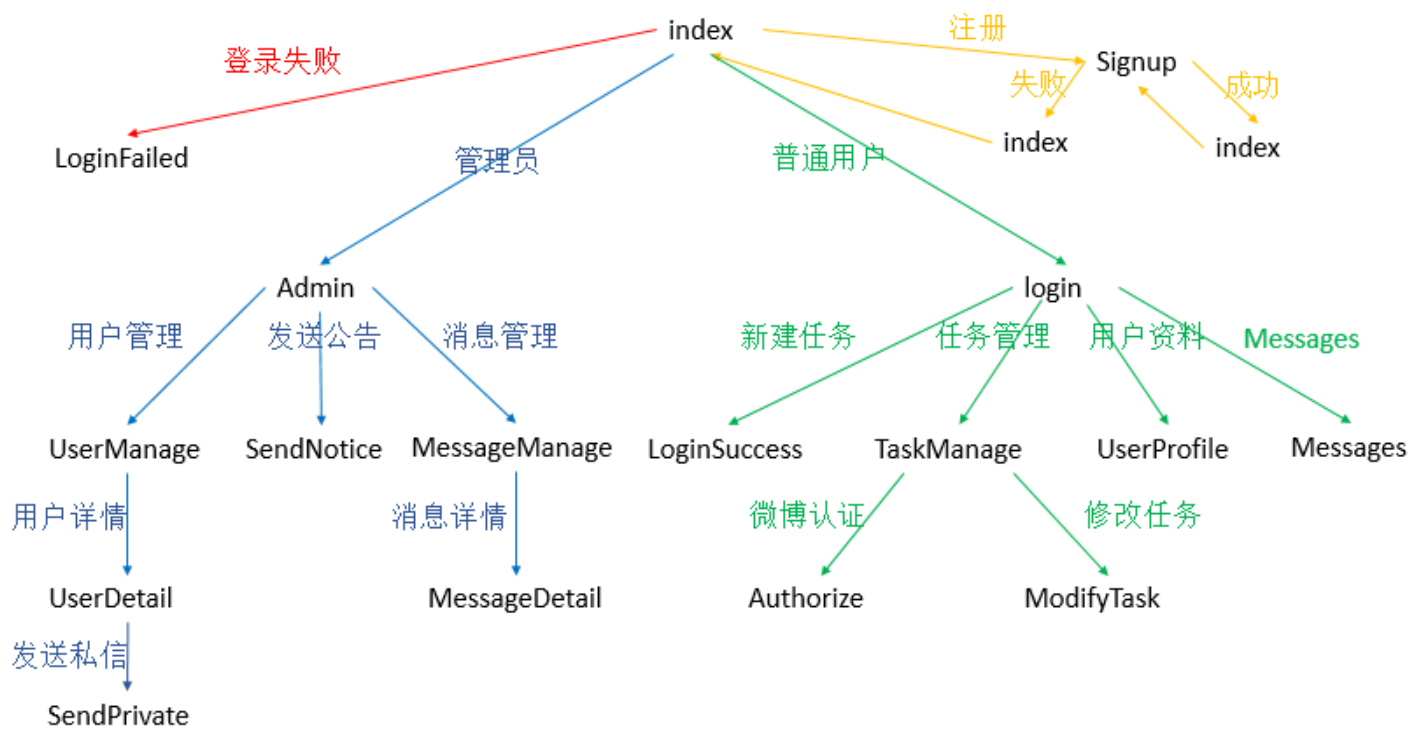 index
注册
Signup
登录失败
失败
成功
LoginFailed
管理员
普通用户
index
index
Admin
login
用户管理
发送公告
消息管理
新建任务
任务管理
用户资料
Messages
UserManage
SendNotice
MessageManage
LoginSuccess
TaskManage
UserProfile
Messages
用户详情
消息详情
微博认证
修改任务
UserDetail
MessageDetail
Authorize
ModifyTask
发送私信
SendPrivate